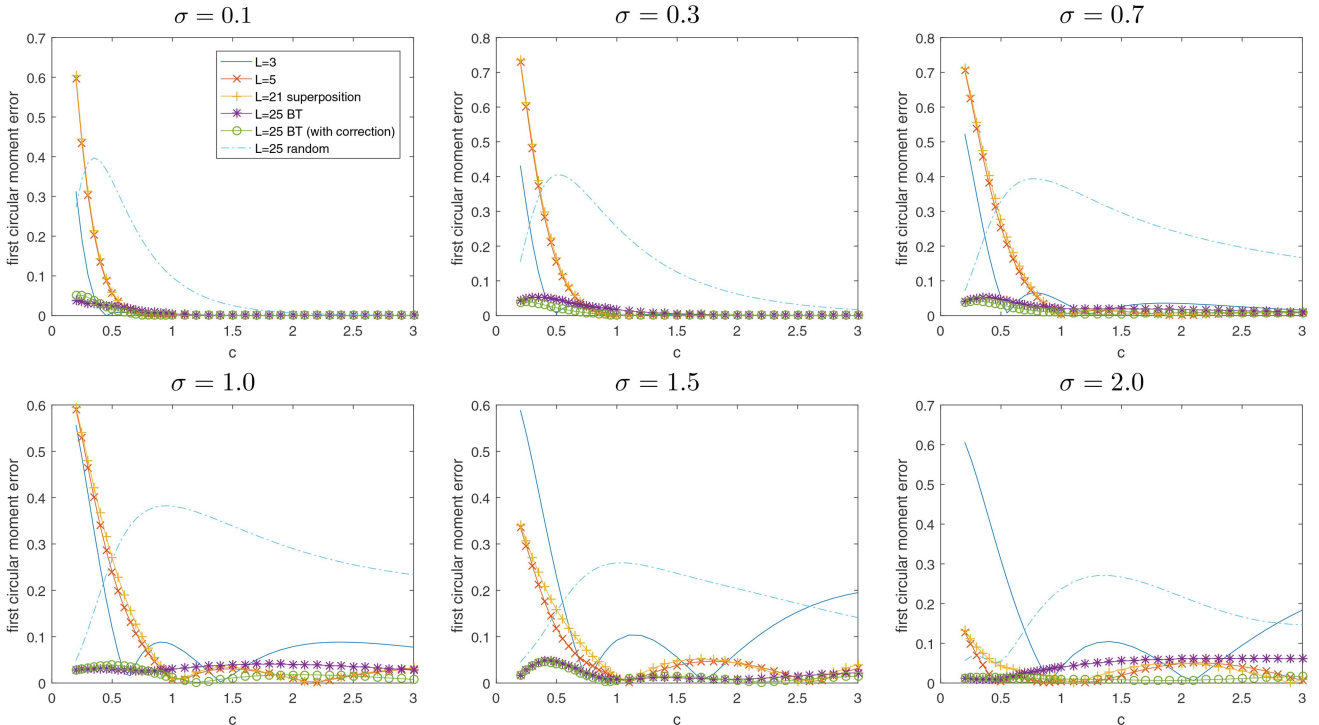 σ = 0.1
σ = 0.3
σ = 0.7
first circular moment error
0.7
0.6
0.5
0.4
0.3
0.2
0.1
0
0 0.5 1 1.5 2 2.5 3
c
L=3
L=5
L=21 superposition
L=25 BT
L=25 BT (with correction)
L=25 random
first circular moment error
0.8
0.7
0.6
0.5
0.4
0.3
0.2
0.1
0
0 0.5 1 1.5 2 2.5 3
c
first circular moment error
0.8
0.7
0.6
0.5
0.4
0.3
0.2
0.1
0
0 0.5 1 1.5 2 2.5 3
c
σ = 1.0
σ = 1.5
σ = 2.0
first circular moment error
0.6
0.5
0.4
0.3
0.2
0.1
0
0 0.5 1 1.5 2 2.5 3
c
first circular moment error
0.6
0.5
0.4
0.3
0.2
0.1
0
0 0.5 1 1.5 2 2.5 3
c
first circular moment error
0.7
0.6
0.5
0.4
0.3
0.2
0.1
0
0 0.5 1 1.5 2 2.5 3
c